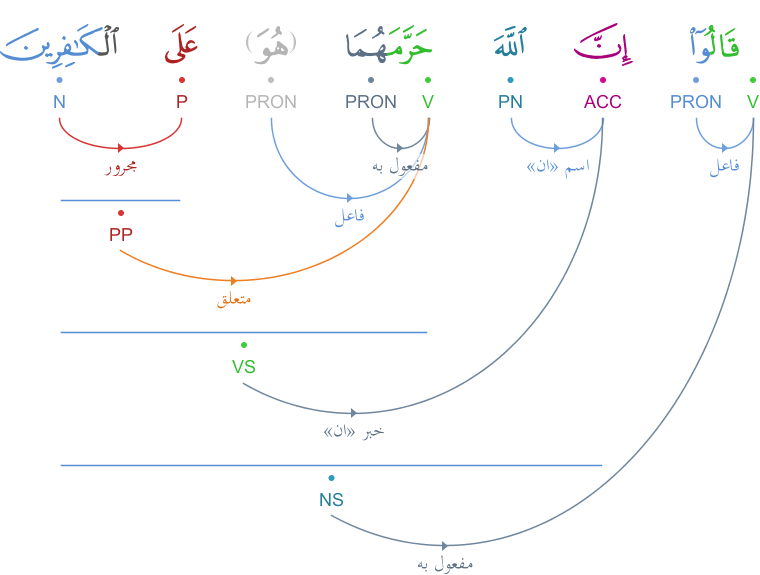 قَالُوٓا۟ إِنَّ ٱللَّهَ حَرَّمَهُمَا (هُوَ) عَلَى ٱلْكَـٰفِرِينَ
V PRON ACC PN V PRON PRON P N
فاعل اسم «ان» مفعول به مجرور
فاعل
PP
متعلق
VS
خبر «ان»
NS
مفعول به